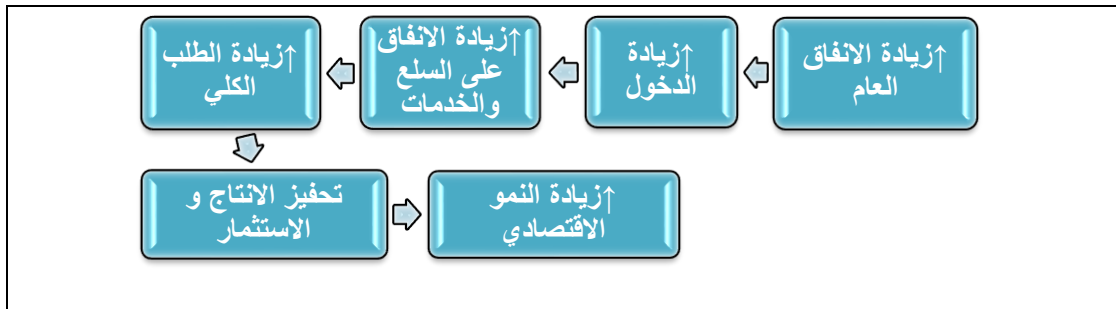 ↑زيادة الانفاق
العام
↑زيادة
الدخول
↑زيادة الانفاق
على السلع
والخدمات
↑زيادة الطلب
الكلي
تحفيز الانتاج و
الاستثمار
↑زيادة النمو
الاقتصادي